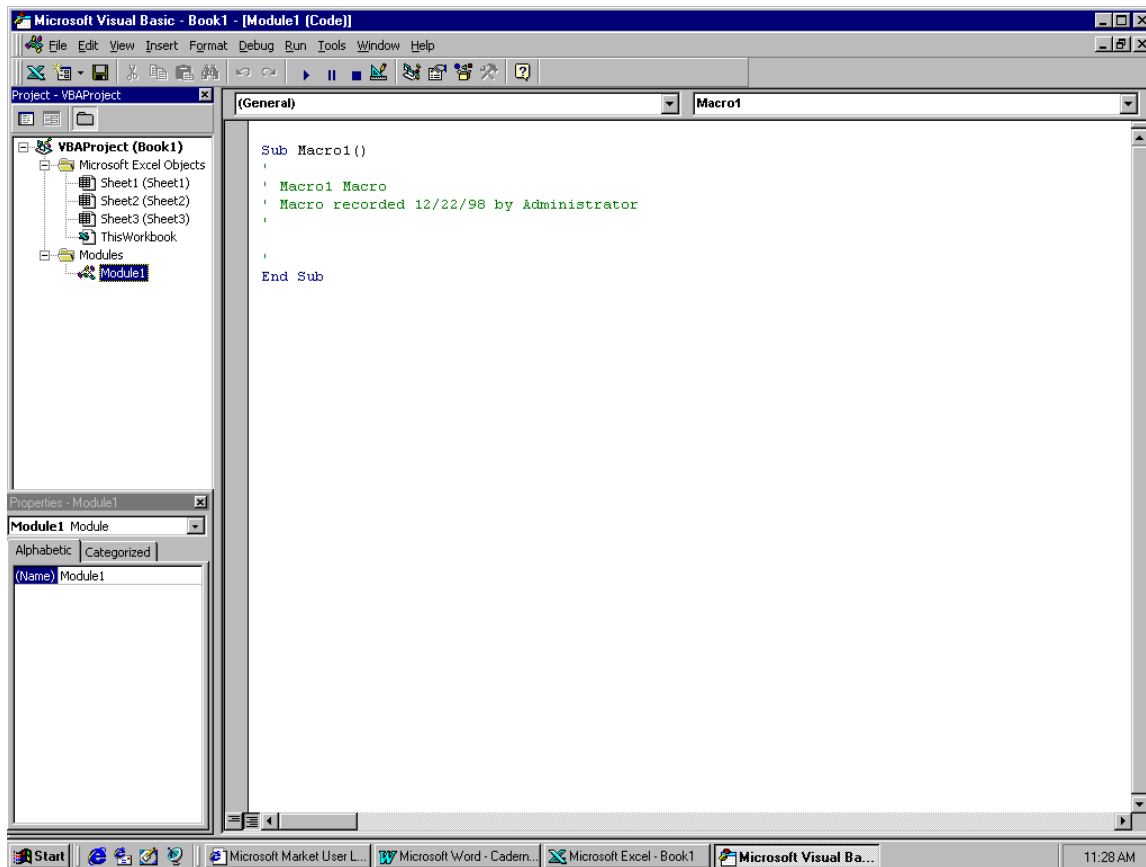 Microsoft Visual Basic - Book1 - [Module1 (Code)]
File Edit View Insert Format Debug Run Tools Window Help
Project - VBAProject
(General)
Macro1
VBAProject (Book1)
Microsoft Excel Objects
Sheet1 (Sheet1)
Sheet2 (Sheet2)
Sheet3 (Sheet3)
ThisWorkbook
Modules
Module1
Sub Macro1()
'
' Macro1 Macro
' Macro recorded 12/22/98 by Administrator
'
'
End Sub
Properties - Module1
Module1 Module
Alphabetic Categorized
(Name) Module1
Start
Microsoft Market User L...
Microsoft Word - Cadern...
Microsoft Excel - Book1
Microsoft Visual Ba...
11:28 AM